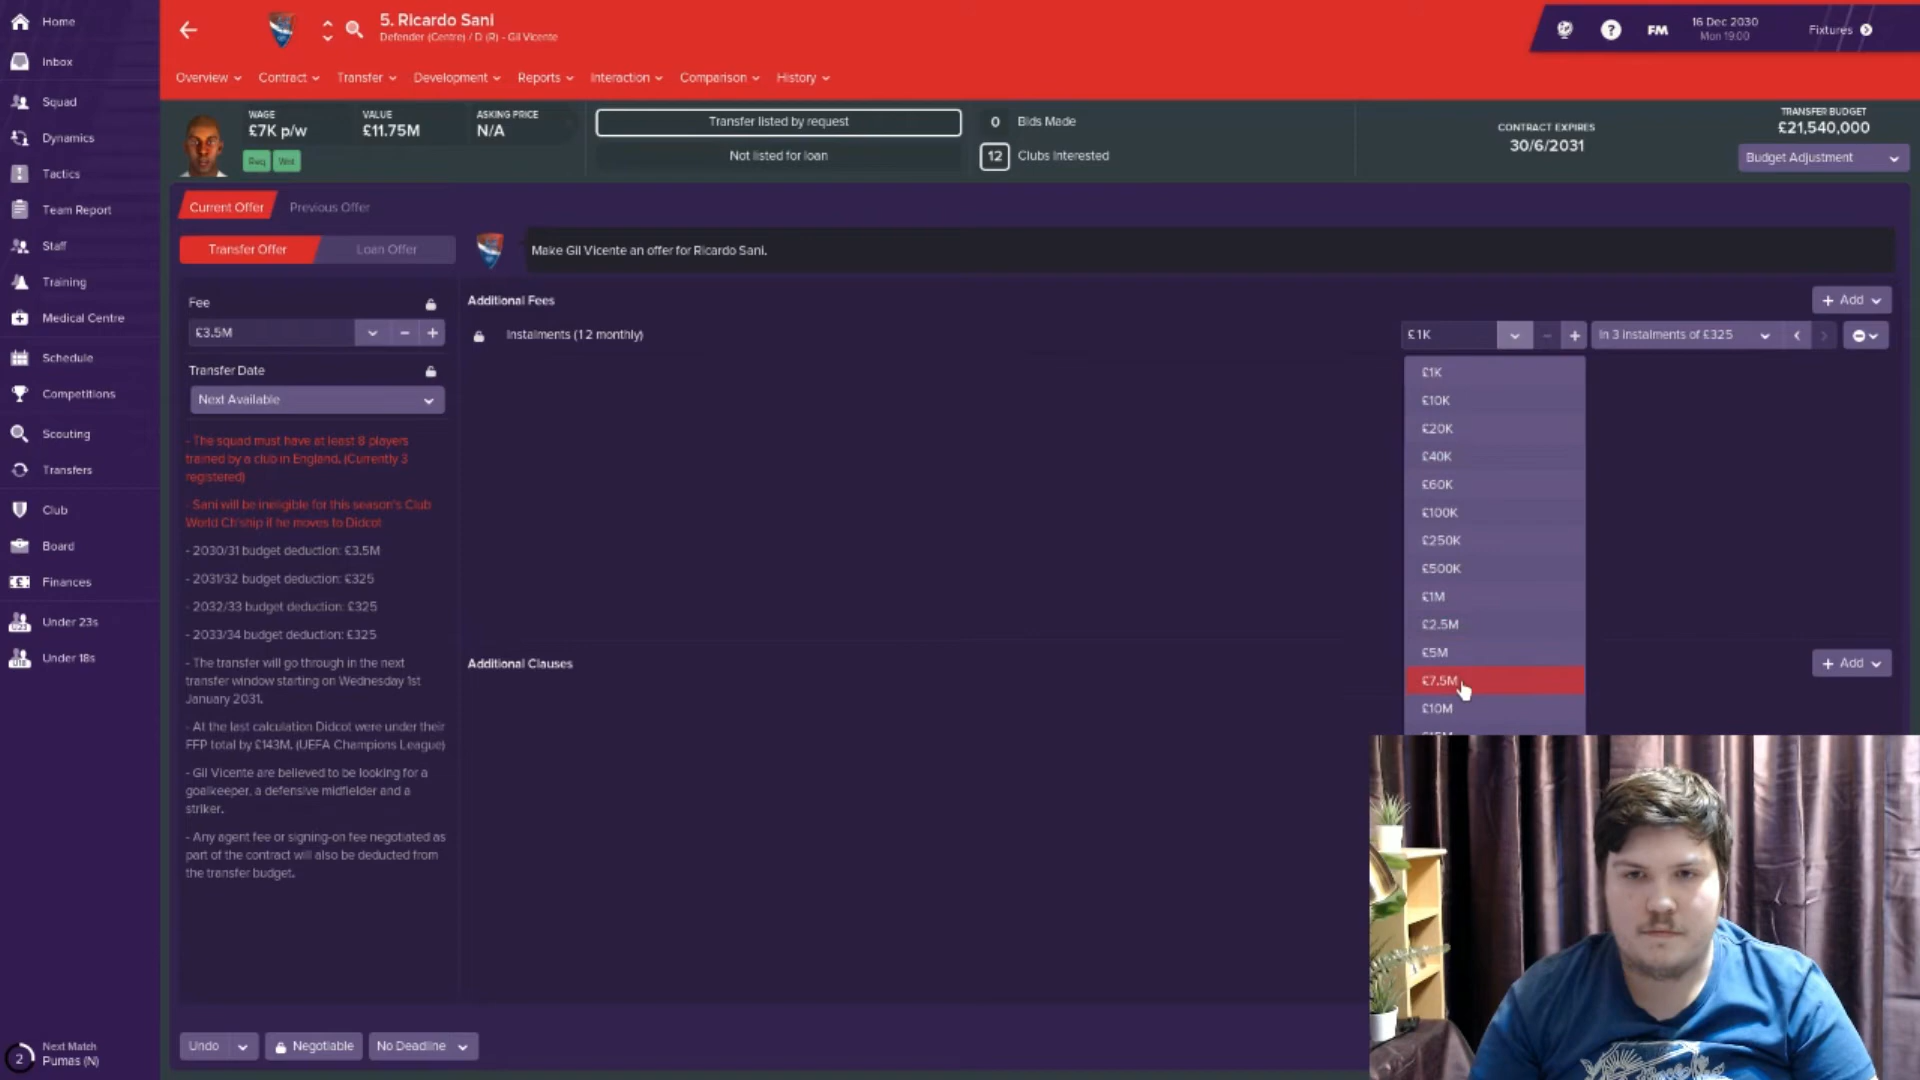 Home
Inbox
Squad
Dynamics
Tactics
Team Report
Staff
Training
Medical Centre
Schedule
Competitions
Scouting
Transfers
Club
Board
Finances
Under 23s
Under 18s
2
Next Match
Pumas (N)
5. Ricardo Sani
Defender (Centre) / D (R) - Gil Vicente
FM
16 Dec 2030
Mon 19:00
Fixtures
Overview
Contract
Transfer
Development
Reports
Interaction
Comparison
History
WAGE
£7K p/w
VALUE
£11.75M
ASKING PRICE
N/A
Req
Wnt
Transfer listed by request
Not listed for loan
0 Bids Made
12 Clubs Interested
CONTRACT EXPIRES
30/6/2031
TRANSFER BUDGET
£21,540,000
Budget Adjustment
Current Offer
Previous Offer
Transfer Offer
Loan Offer
Make Gil Vicente an offer for Ricardo Sani.
Fee
£3.5M
Transfer Date
Next Available
- The squad must have at least 8 players
trained by a club in England. (Currently 3
registered)
- Sani will be ineligible for this season's Club
World Ch'ship if he moves to Didcot
- 2030/31 budget deduction: £3.5M
- 2031/32 budget deduction: £325
- 2032/33 budget deduction: £325
- 2033/34 budget deduction: £325
- The transfer will go through in the next
transfer window starting on Wednesday 1st
January 2031.
- At the last calculation Didcot were under their
FFP total by £143M. (UEFA Champions League)
- Gil Vicente are believed to be looking for a
goalkeeper, a defensive midfielder and a
striker.
- Any agent fee or signing-on fee negotiated as
part of the contract will also be deducted from
the transfer budget.
Additional Fees
+ Add
Instalments (12 monthly)
£1K
In 3 instalments of £325
£1K
£10K
£20K
£40K
£60K
£100K
£250K
£500K
£1M
£2.5M
£5M
£7.5M
£10M
Additional Clauses
+ Add
Undo
Negotiable
No Deadline